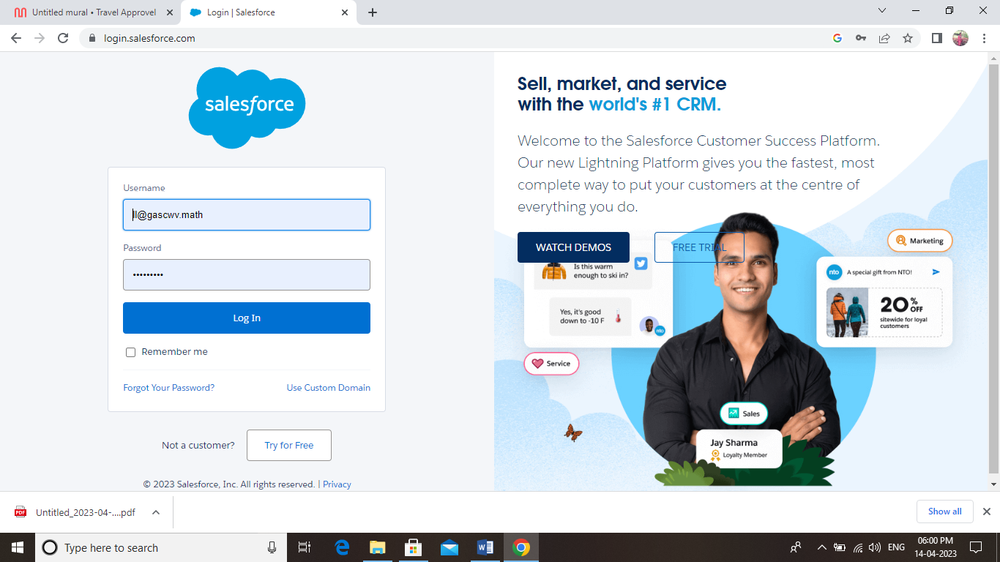 Untitled mural • Travel Approvel
Login | Salesforce
login.salesforce.com
salesforce
Username
ll@gascwv.math
Password
•••••••••
Log In
Remember me
Forgot Your Password?
Use Custom Domain
Not a customer?
Try for Free
© 2023 Salesforce, Inc. All rights reserved. | Privacy
Sell, market, and service
with the world's #1 CRM.
Welcome to the Salesforce Customer Success Platform.
Our new Lightning Platform gives you the fastest, most
complete way to put your customers at the centre of
everything you do.
WATCH DEMOS
FREE TRIAL
Is this warm
enough to ski in?
Yes, it's good
down to -10 F
nto
Service
Marketing
nto
A special gift from NTO!
20% OFF
sitewide for loyal
customers
Sales
Jay Sharma
Loyalty Member
PDF
Untitled_2023-04-....pdf
Show all
Type here to search
ENG
06:00 PM
14-04-2023